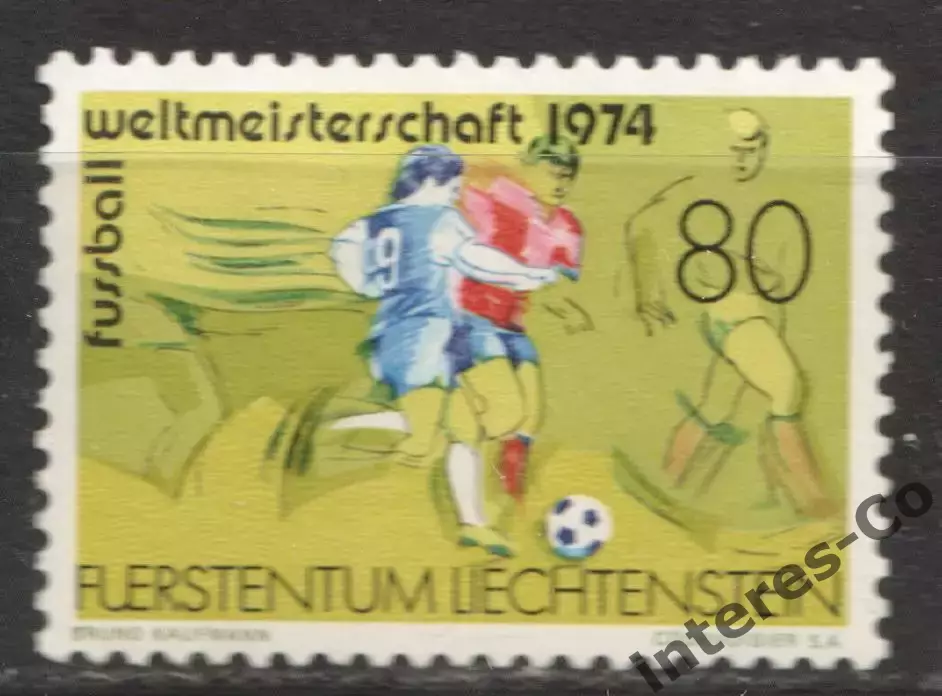 weltmeisterschaft 1974
fussball
9
80
FUERSTENTUM LIECHTENSTEIN
BRUNO KAUFMANN
S.A.
interes-Co